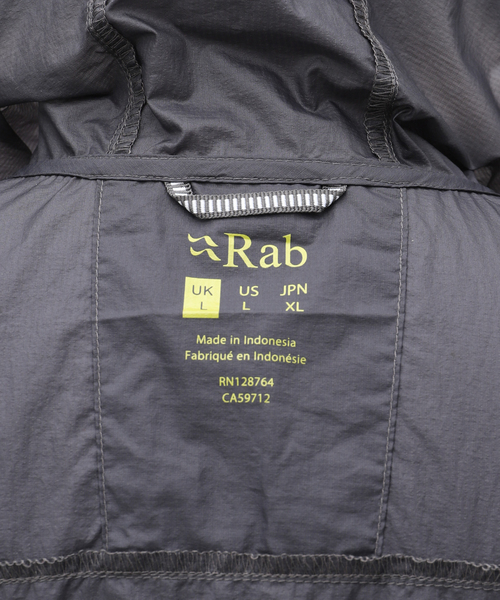 Rab
UK US JPN
L L XL
Made in Indonesia
Fabriqué en Indonésie
RN128764
CA59712